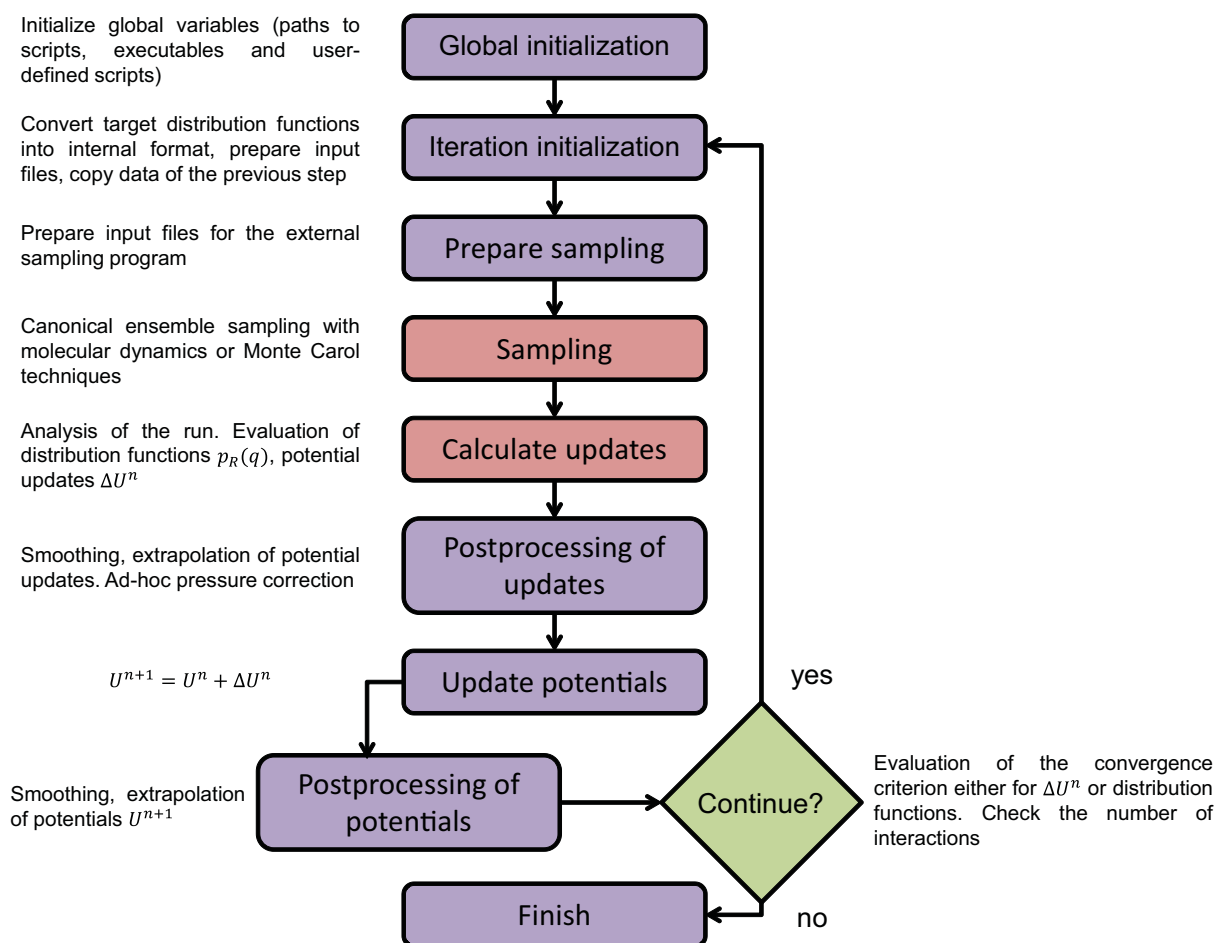 Initialize global variables (paths to
scripts, executables and user-
defined scripts)
Global initialization
Convert target distribution functions
into internal format, prepare input
files, copy data of the previous step
Iteration initialization
Prepare input files for the external
sampling program
Prepare sampling
Canonical ensemble sampling with
molecular dynamics or Monte Carol
techniques
Sampling
Analysis of the run. Evaluation of
distribution functions p_R(q), potential
updates ΔU^n
Calculate updates
Smoothing, extrapolation of potential
updates. Ad-hoc pressure correction
Postprocessing of
updates
U^{n+1} = U^n + ΔU^n
Update potentials
yes
Smoothing, extrapolation
of potentials U^{n+1}
Postprocessing of
potentials
Continue?
Evaluation of the convergence
criterion either for ΔU^n or distribution
functions. Check the number of
interactions
Finish
no